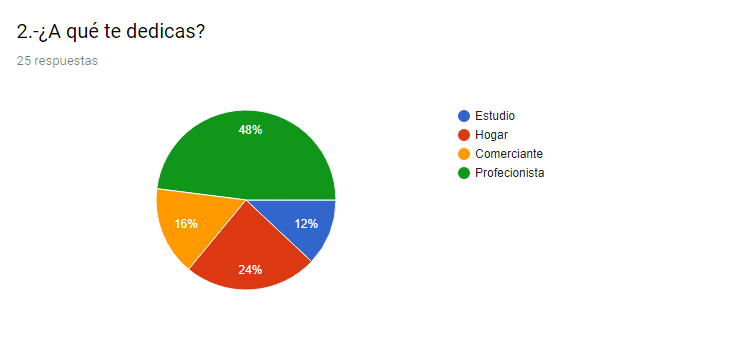 2.-¿A qué te dedicas?
25 respuestas
48%
16%
12%
24%
Estudio
Hogar
Comerciante
Profecionista